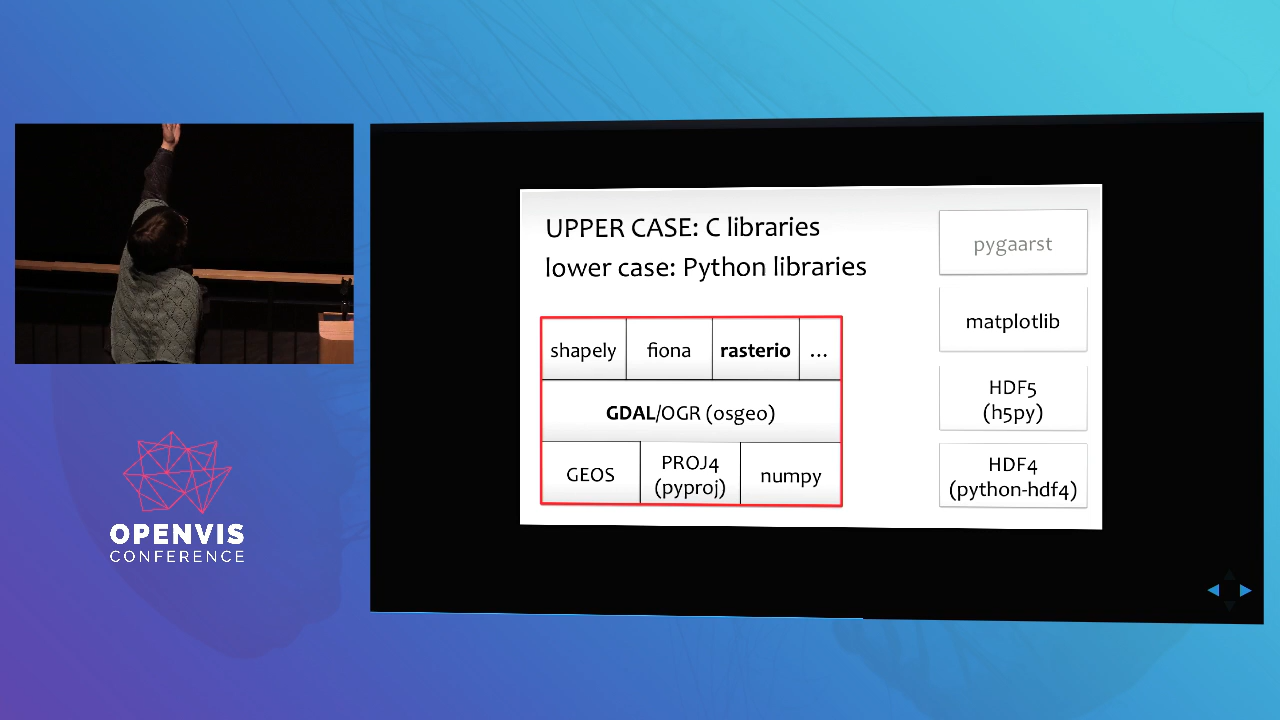 UPPER CASE: C libraries
lower case: Python libraries
shapely
fiona
rasterio
...
GDAL/OGR (osgeo)
GEOS
PROJ4
(pyproj)
numpy
pygaarst
matplotlib
HDF5
(h5py)
HDF4
(python-hdf4)
OPENVIS
CONFERENCE